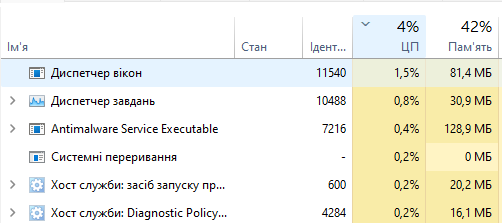 4% 42%
Ім'я Стан Ідент... ЦП Пам'ять
Диспетчер вікон 11540 1,5% 81,4 МБ
Диспетчер завдань 10488 0,8% 30,9 МБ
Antimalware Service Executable 7216 0,4% 128,9 МБ
Системні переривання - 0,2% 0 МБ
Хост служби: засіб запуску пр... 600 0,2% 20,2 МБ
Хост служби: Diagnostic Policy... 4284 0,2% 16,1 МБ